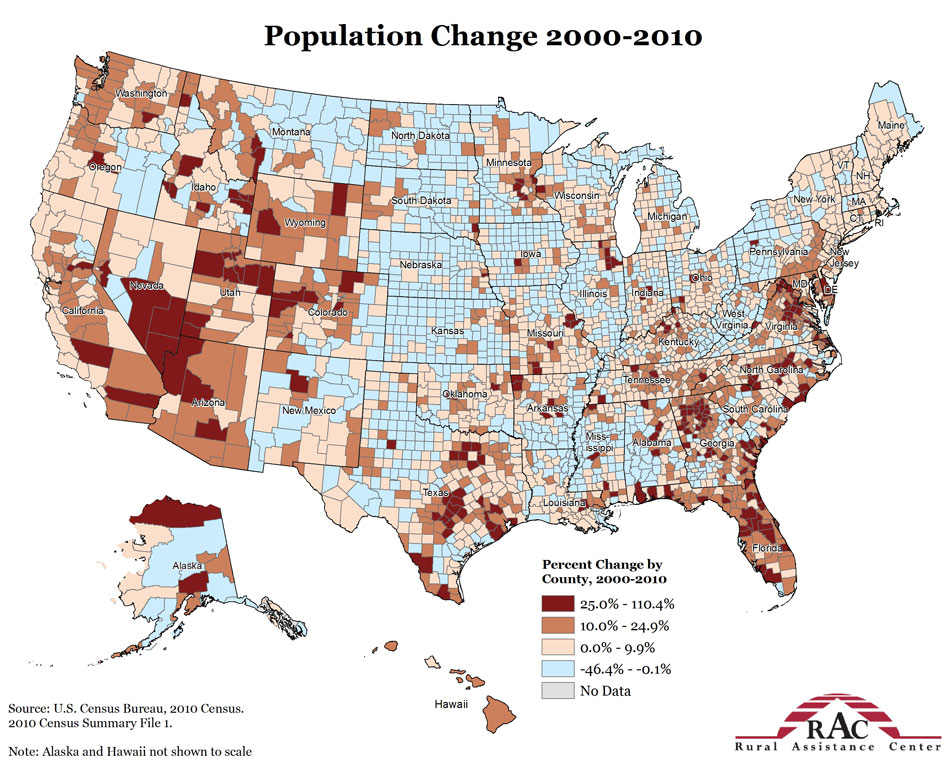 Population Change 2000-2010
Washington
Montana
North Dakota
Minnesota
Maine
Oregon
Idaho
Wyoming
South Dakota
Wisconsin
Michigan
VT
NH
New York
MA
CT
RI
Nebraska
Iowa
Pennsylvania
New
Jersey
Nevada
Utah
Colorado
California
Kansas
Missouri
Illinois
Indiana
Ohio
West
Virginia
Virginia
MD
DE
Kentucky
Arizona
New Mexico
Oklahoma
Arkansas
Tennessee
North Carolina
South Carolina
Miss-
issippi
Alabama
Georgia
Texas
Louisiana
Florida
Alaska
Hawaii
Percent Change by
County, 2000-2010
25.0% - 110.4%
10.0% - 24.9%
0.0% - 9.9%
-46.4% - -0.1%
No Data
Source: U.S. Census Bureau, 2010 Census.
2010 Census Summary File 1.
Note: Alaska and Hawaii not shown to scale
RAC
Rural Assistance Center